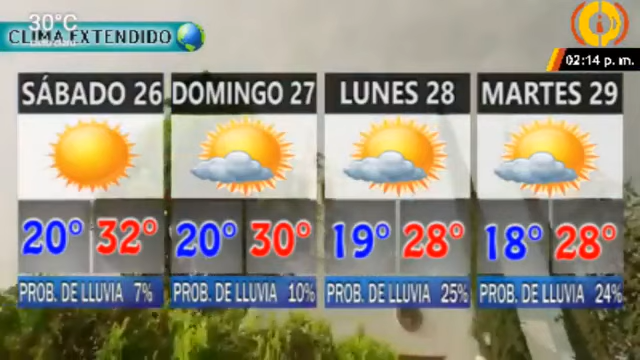 30°C
CLIMA EXTENDIDO
02:14 p. m.
SÁBADO 26
20° 32°
PROB. DE LLUVIA 7%
DOMINGO 27
20° 30°
PROB. DE LLUVIA 10%
LUNES 28
19° 28°
PROB. DE LLUVIA 25%
MARTES 29
18° 28°
PROB. DE LLUVIA 24%